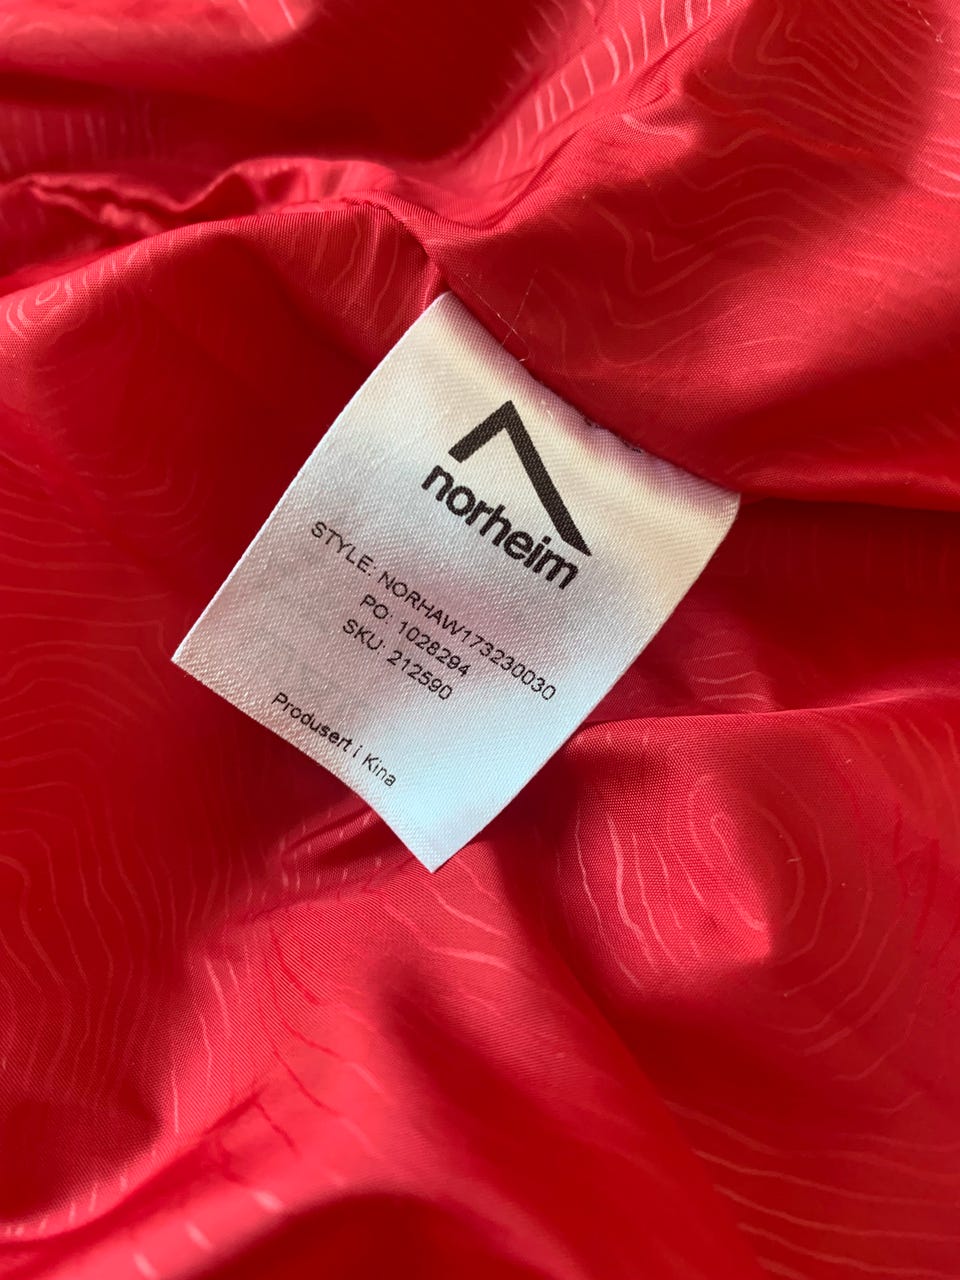 norheim
STYLE: NORHAW173230030
PO: 1028294
SKU: 212590
Produsert i Kina